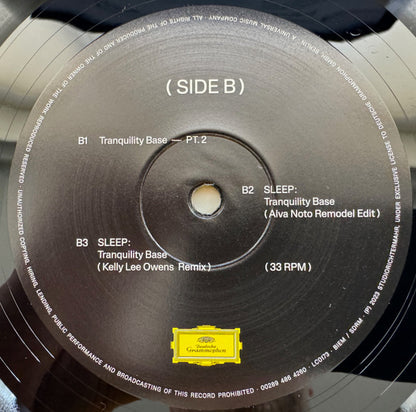 ( SIDE B )
B1 Tranquility Base — PT. 2
B2 SLEEP:
Tranquility Base
( Alva Noto Remodel Edit )
B3 SLEEP:
Tranquility Base
( Kelly Lee Owens Remix )
( 33 RPM )
Deutsche
Grammophon
(P) 2023 STUDIORICHTERMAHR, UNDER EXCLUSIVE LICENSE TO DEUTSCHE GRAMMOPHON GMBH, BERLIN · A UNIVERSAL MUSIC COMPANY · ALL RIGHTS OF THE PRODUCER AND OF THE OWNER OF THE WORK REPRODUCED RESERVED · UNAUTHORIZED COPYING, HIRING, LENDING, PUBLIC PERFORMANCE AND BROADCASTING OF THIS RECORD PROHIBITED · 00289 486 4260 · LC0173 · BIEM / SDRM ·